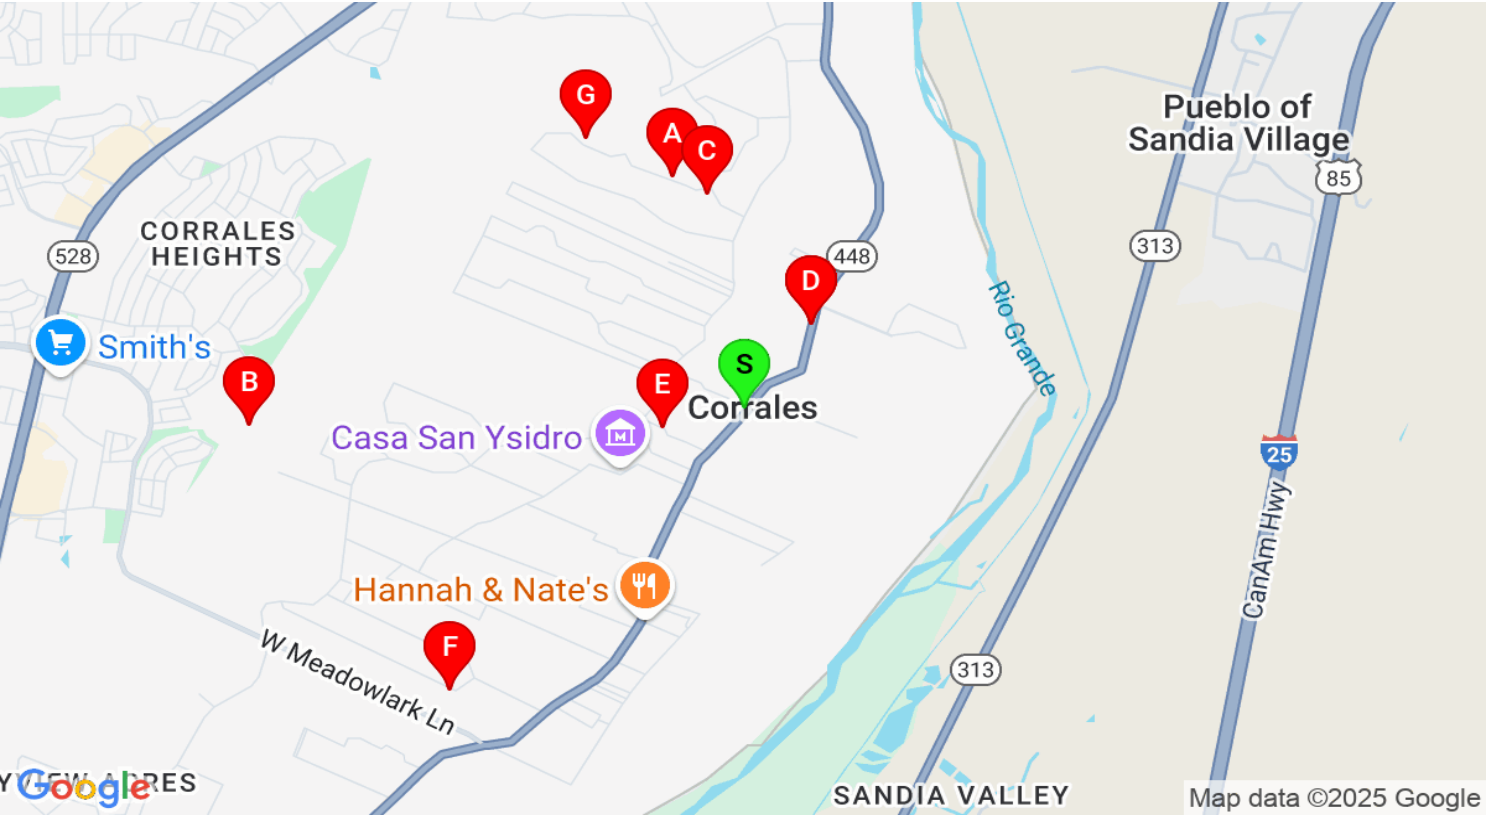 G
A
C
Pueblo of
Sandia Village
85
CORRALES
HEIGHTS
528
448
313
D
Rio Grande
Smith's
S
B
E
Corrales
Casa San Ysidro
25
CanAm Hwy
Hannah & Nate's
F
W Meadowlark Ln
313
Google
RES
SANDIA VALLEY
Map data ©2025 Google